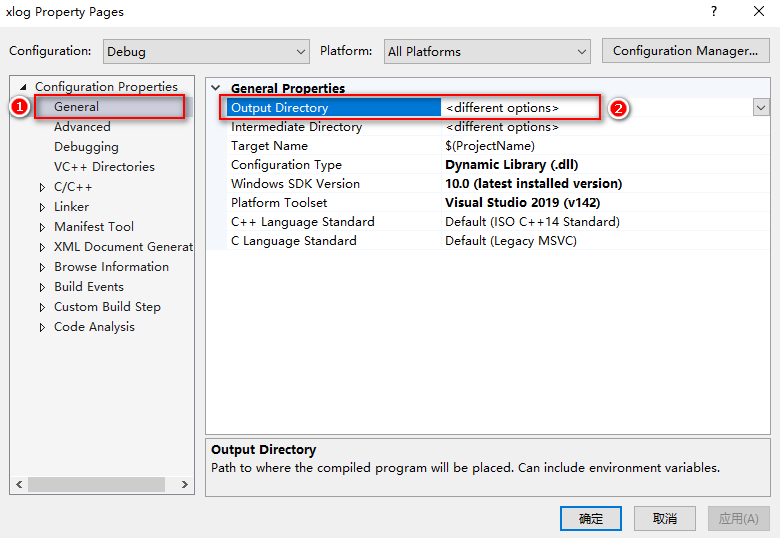 xlog Property Pages
Configuration: Debug Platform: All Platforms Configuration Manager...
Configuration Properties
1 General
Advanced
Debugging
VC++ Directories
C/C++
Linker
Manifest Tool
XML Document Generat
Browse Information
Build Events
Custom Build Step
Code Analysis
General Properties
Output Directory <different options> 2
Intermediate Directory <different options>
Target Name $(ProjectName)
Configuration Type Dynamic Library (.dll)
Windows SDK Version 10.0 (latest installed version)
Platform Toolset Visual Studio 2019 (v142)
C++ Language Standard Default (ISO C++14 Standard)
C Language Standard Default (Legacy MSVC)
Output Directory
Path to where the compiled program will be placed. Can include environment variables.
确定 取消 应用(A)